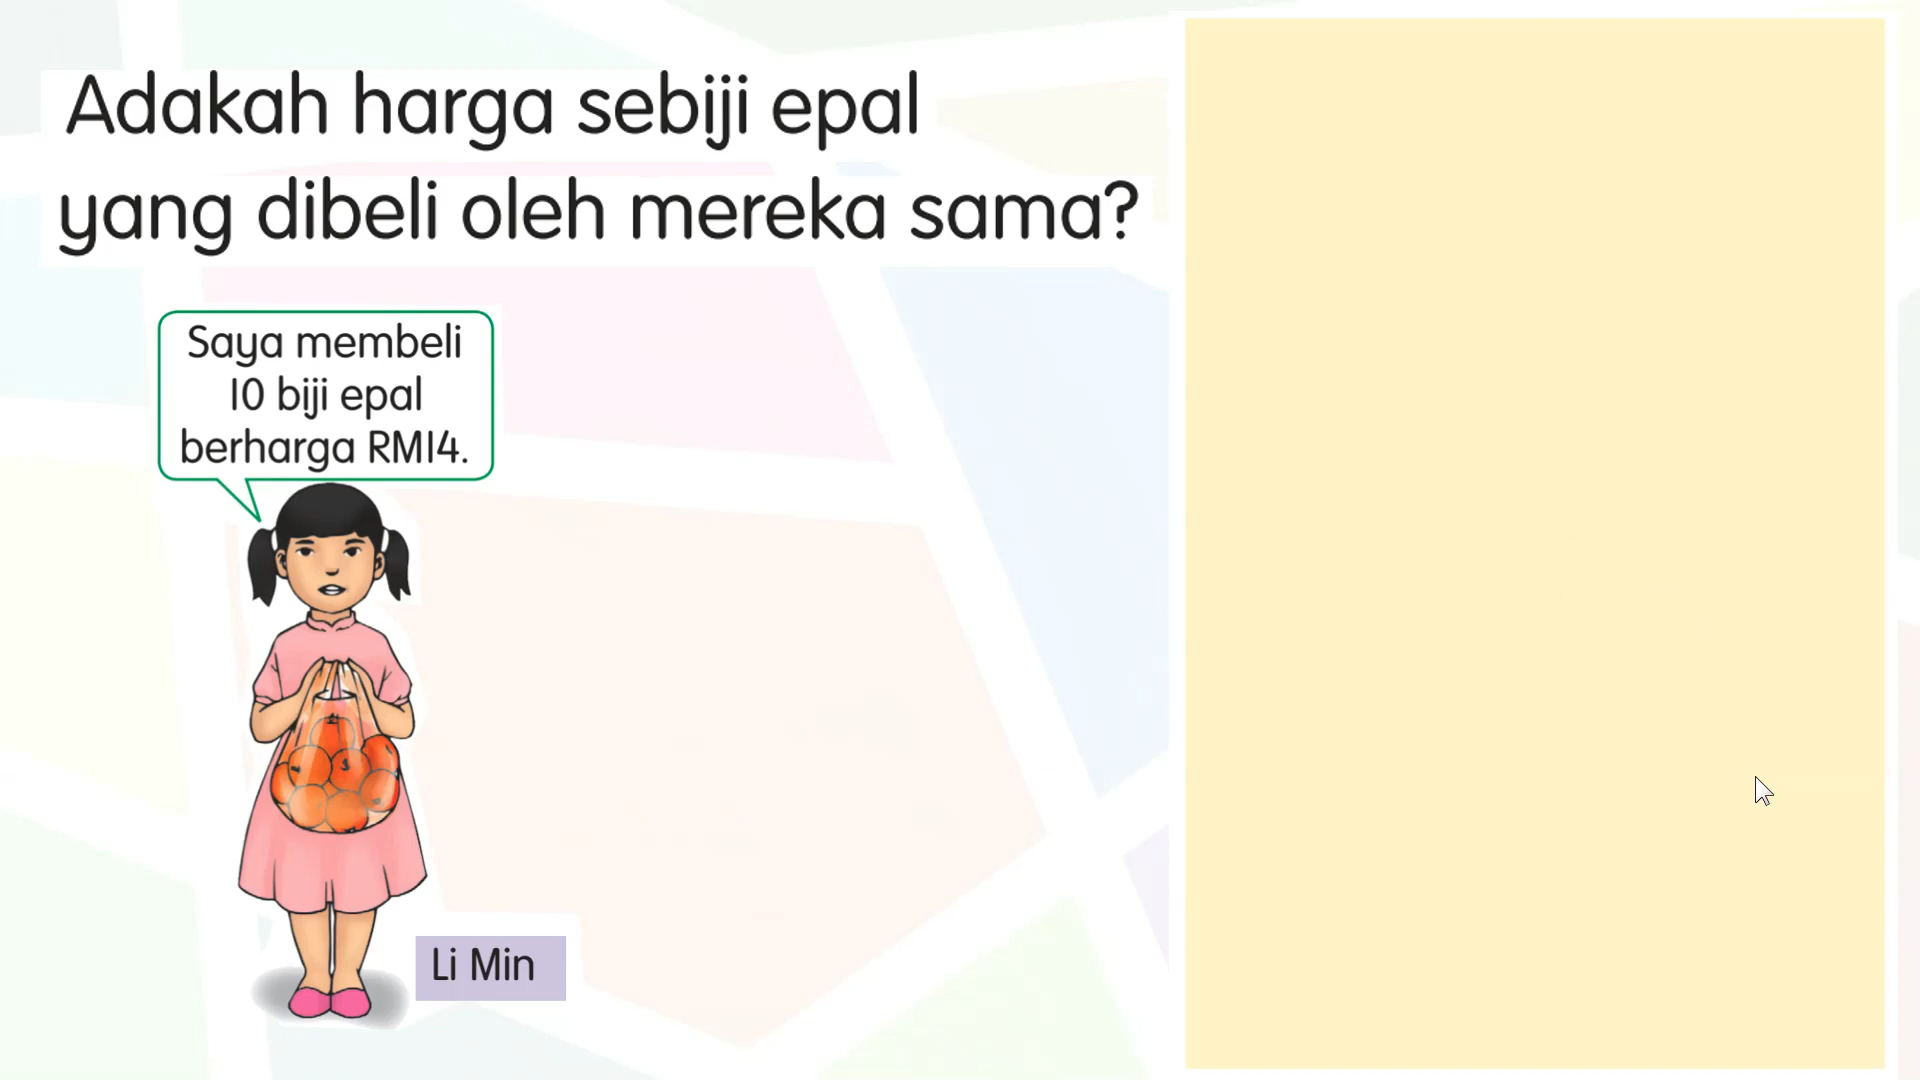 Adakah harga sebiji epal
yang dibeli oleh mereka sama?
Saya membeli
10 biji epal
berharga RM14.
Li Min